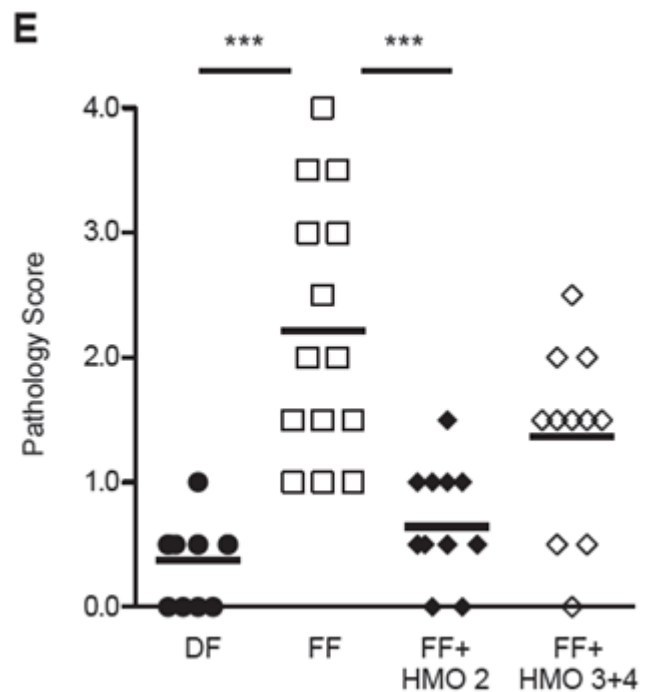 E
*** ***
4.0
3.0
2.0
1.0
0.0
Pathology Score
DF FF FF+ FF+
HMO 2 HMO 3+4